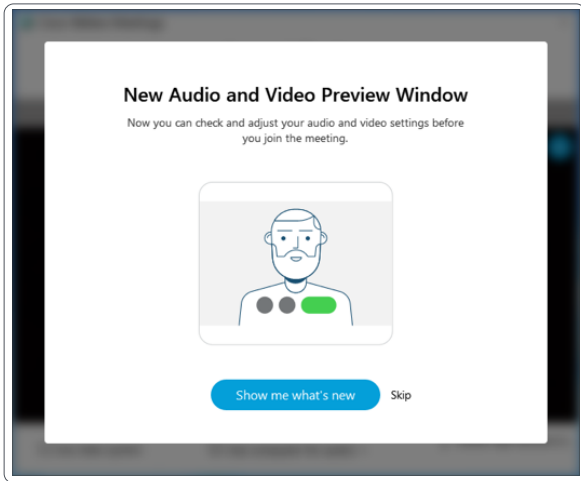 New Audio and Video Preview Window
Now you can check and adjust your audio and video settings before
you join the meeting.
Show me what's new
Skip